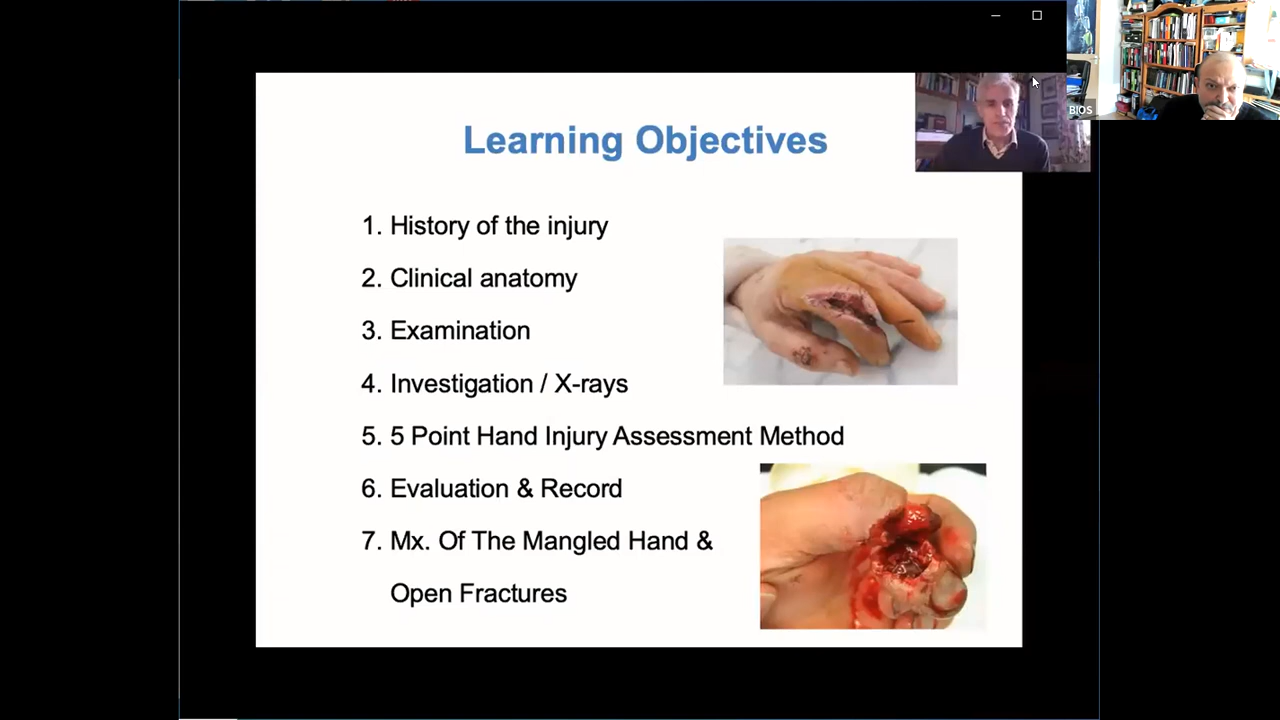 Learning Objectives
1. History of the injury
2. Clinical anatomy
3. Examination
4. Investigation / X-rays
5. 5 Point Hand Injury Assessment Method
6. Evaluation & Record
7. Mx. Of The Mangled Hand &
Open Fractures
BIOS